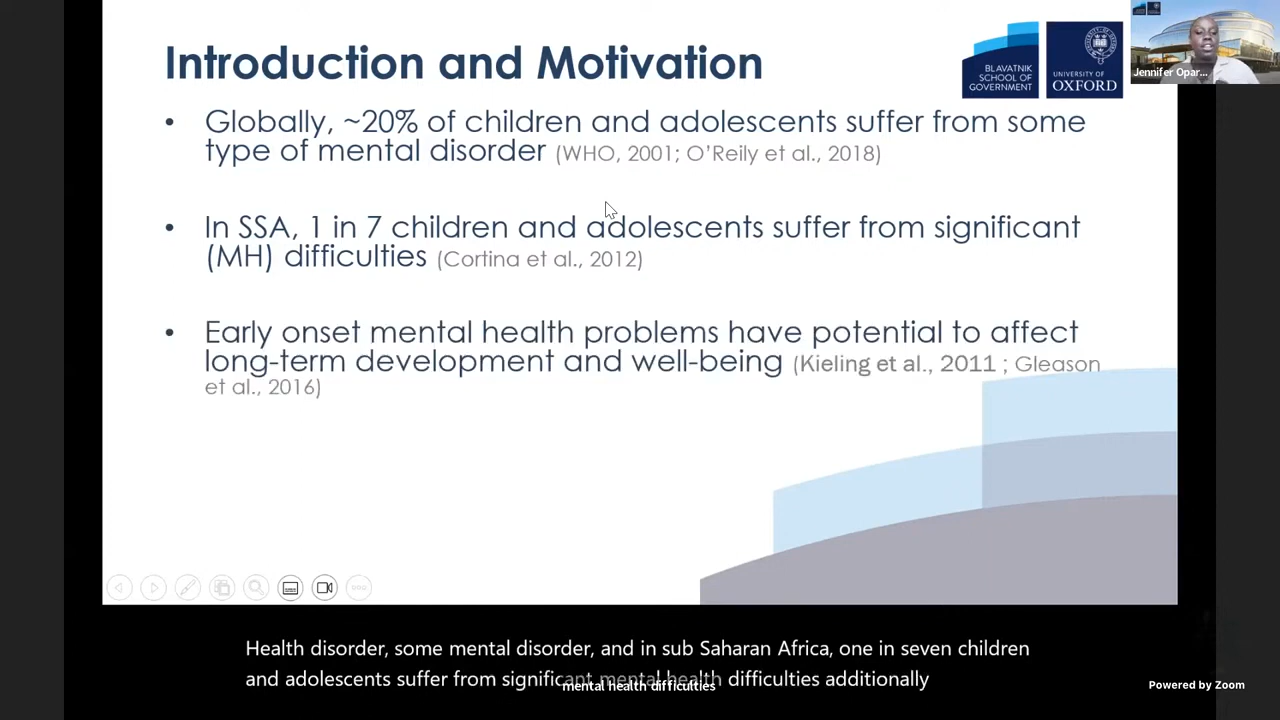 Introduction and Motivation
BLAVATNIK
SCHOOL OF
GOVERNMENT
UNIVERSITY OF
OXFORD
Jennifer Opar...
• Globally, ~20% of children and adolescents suffer from some
type of mental disorder (WHO, 2001; O’Reily et al., 2018)
• In SSA, 1 in 7 children and adolescents suffer from significant
(MH) difficulties (Cortina et al., 2012)
• Early onset mental health problems have potential to affect
long-term development and well-being (Kieling et al., 2011 ; Gleason
et al., 2016)
Health disorder, some mental disorder, and in sub Saharan Africa, one in seven children
and adolescents suffer from significant mental health difficulties additionally
mental health difficulties
Powered by Zoom